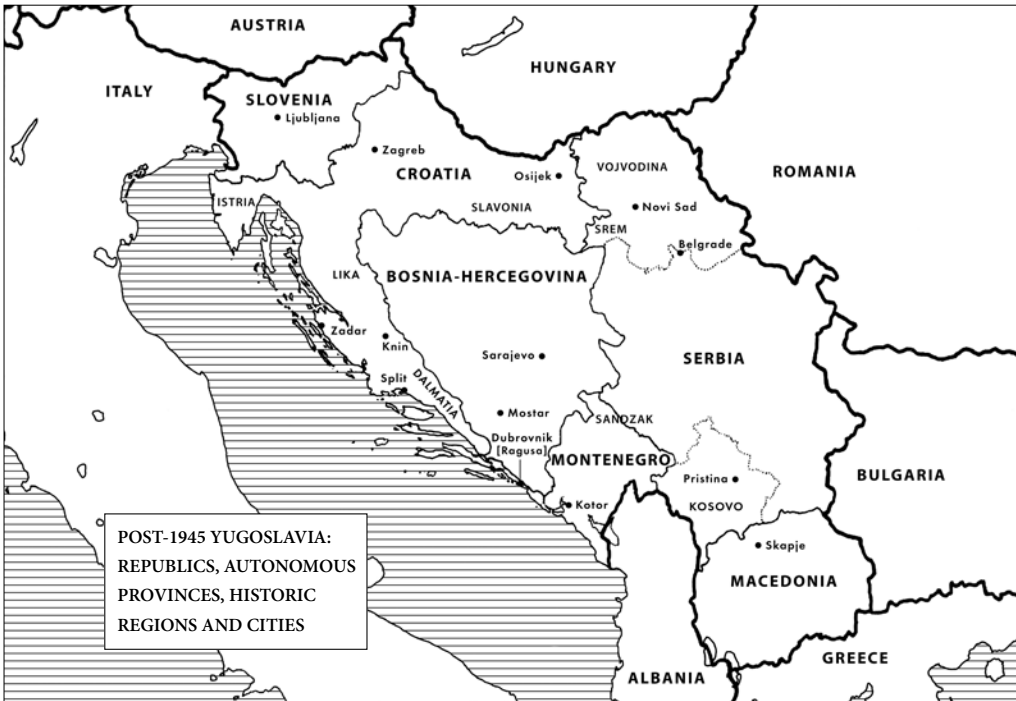 AUSTRIA
HUNGARY
ITALY
SLOVENIA
Ljubljana
Zagreb
CROATIA
Osijek
VOJVODINA
ROMANIA
ISTRIA
SLAVONIA
Novi Sad
SREM
Belgrade
LIKA
BOSNIA-HERCEGOVINA
Zadar
Knin
Sarajevo
SERBIA
Split
DALMATIA
Mostar
SANDZAK
Dubrovnik
[Ragusa]
MONTENEGRO
Pristina
BULGARIA
Kotor
KOSOVO
POST-1945 YUGOSLAVIA:
REPUBLICS, AUTONOMOUS
PROVINCES, HISTORIC
REGIONS AND CITIES
Skapje
MACEDONIA
GREECE
ALBANIA